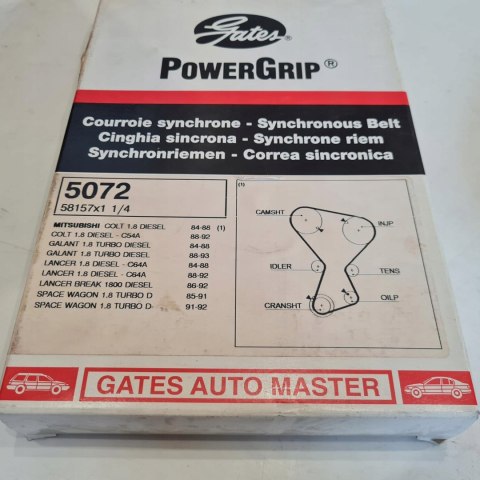 Gates®
POWERGRIP®
Courroie synchrone - Synchronous Belt
Cinghia sincrona - Synchrone riem
Synchronriemen - Correa sincronica
5072
58157x1 1/4
MITSUBISHI COLT 1.8 DIESEL 84-88 (1)
COLT 1.8 DIESEL - C54A 88-92
GALANT 1.8 TURBO DIESEL 84-88
GALANT 1.8 TURBO DIESEL 88-93
LANCER 1.8 DIESEL - C64A 84-88
LANCER 1.8 DIESEL - C64A 88-92
LANCER BREAK 1800 DIESEL 86-92
SPACE WAGON 1.8 TURBO D 85-91
SPACE WAGON 1.8 TURBO D- 91-92
(1)
CAMSHT
INJP
IDLER
TENS
CRANSHT
OILP
GATES AUTO MASTER